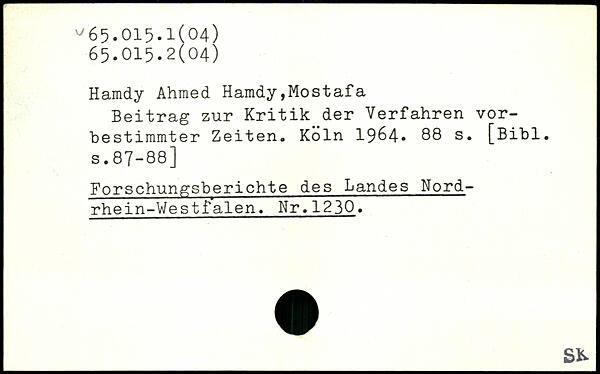 65.015.1(04)
65.015.2(04)
Hamdy Ahmed Hamdy,Mostafa
Beitrag zur Kritik der Verfahren vor-
bestimmter Zeiten. Köln 1964. 88 s. [Bibl.
s.87-88]
Forschungsberichte des Landes Nord-
rhein-Westfalen. Nr.1230.
SK